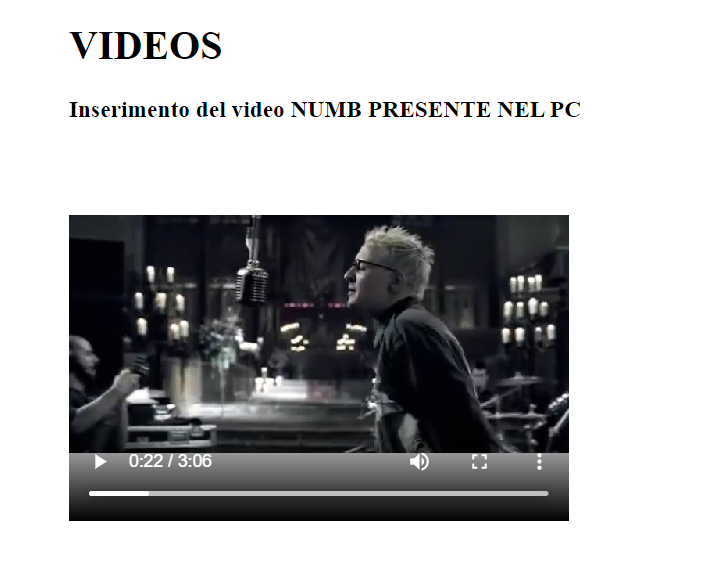 VIDEOS
Inserimento del video NUMB PRESENTE NEL PC
0:22 / 3:06